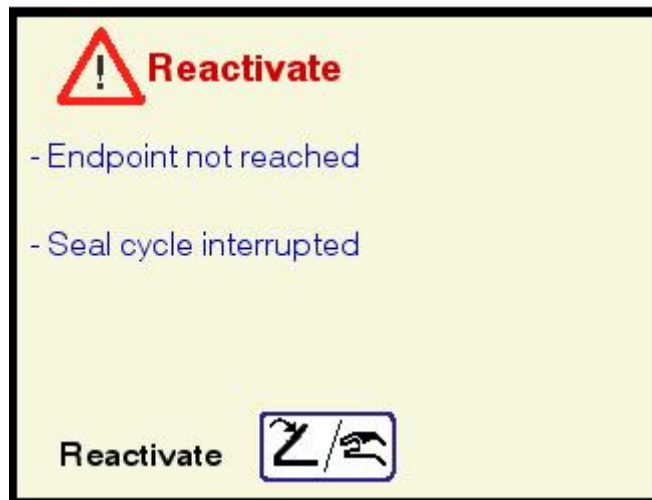 Reactivate
- Endpoint not reached
- Seal cycle interrupted
Reactivate